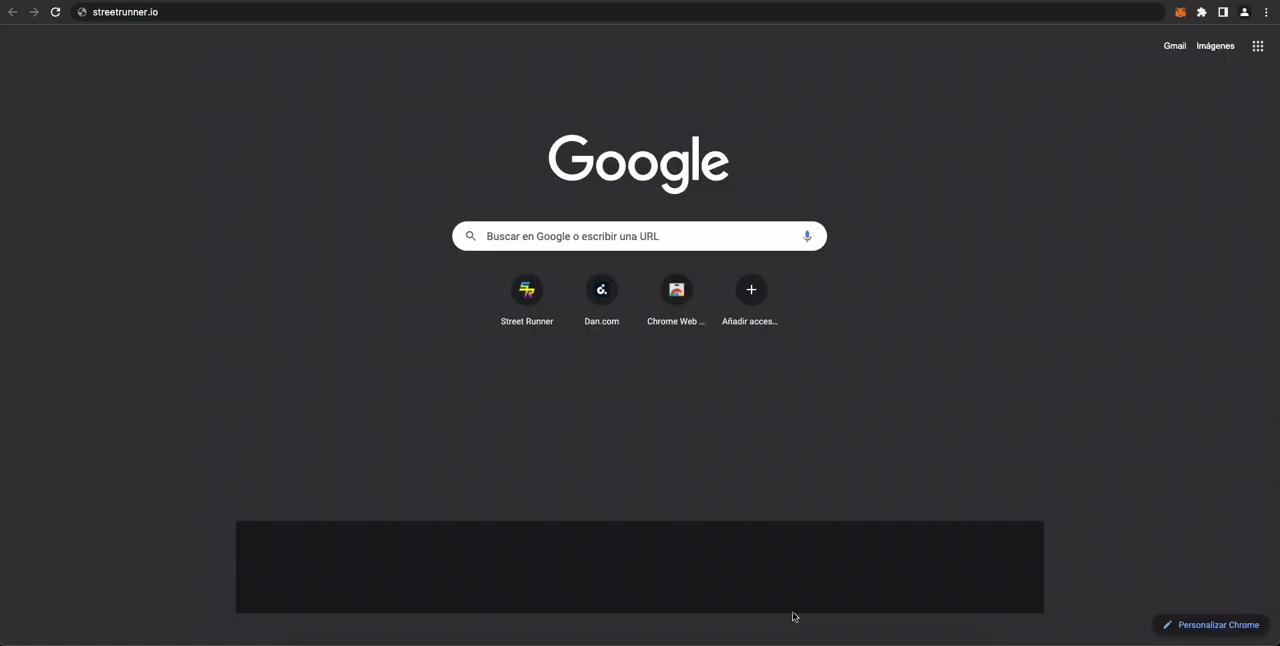 streetrunner.io
Gmail Imágenes
Google
Buscar en Google o escribir una URL
Street Runner Dan.com Chrome Web ... Añadir acces...
Personalizar Chrome